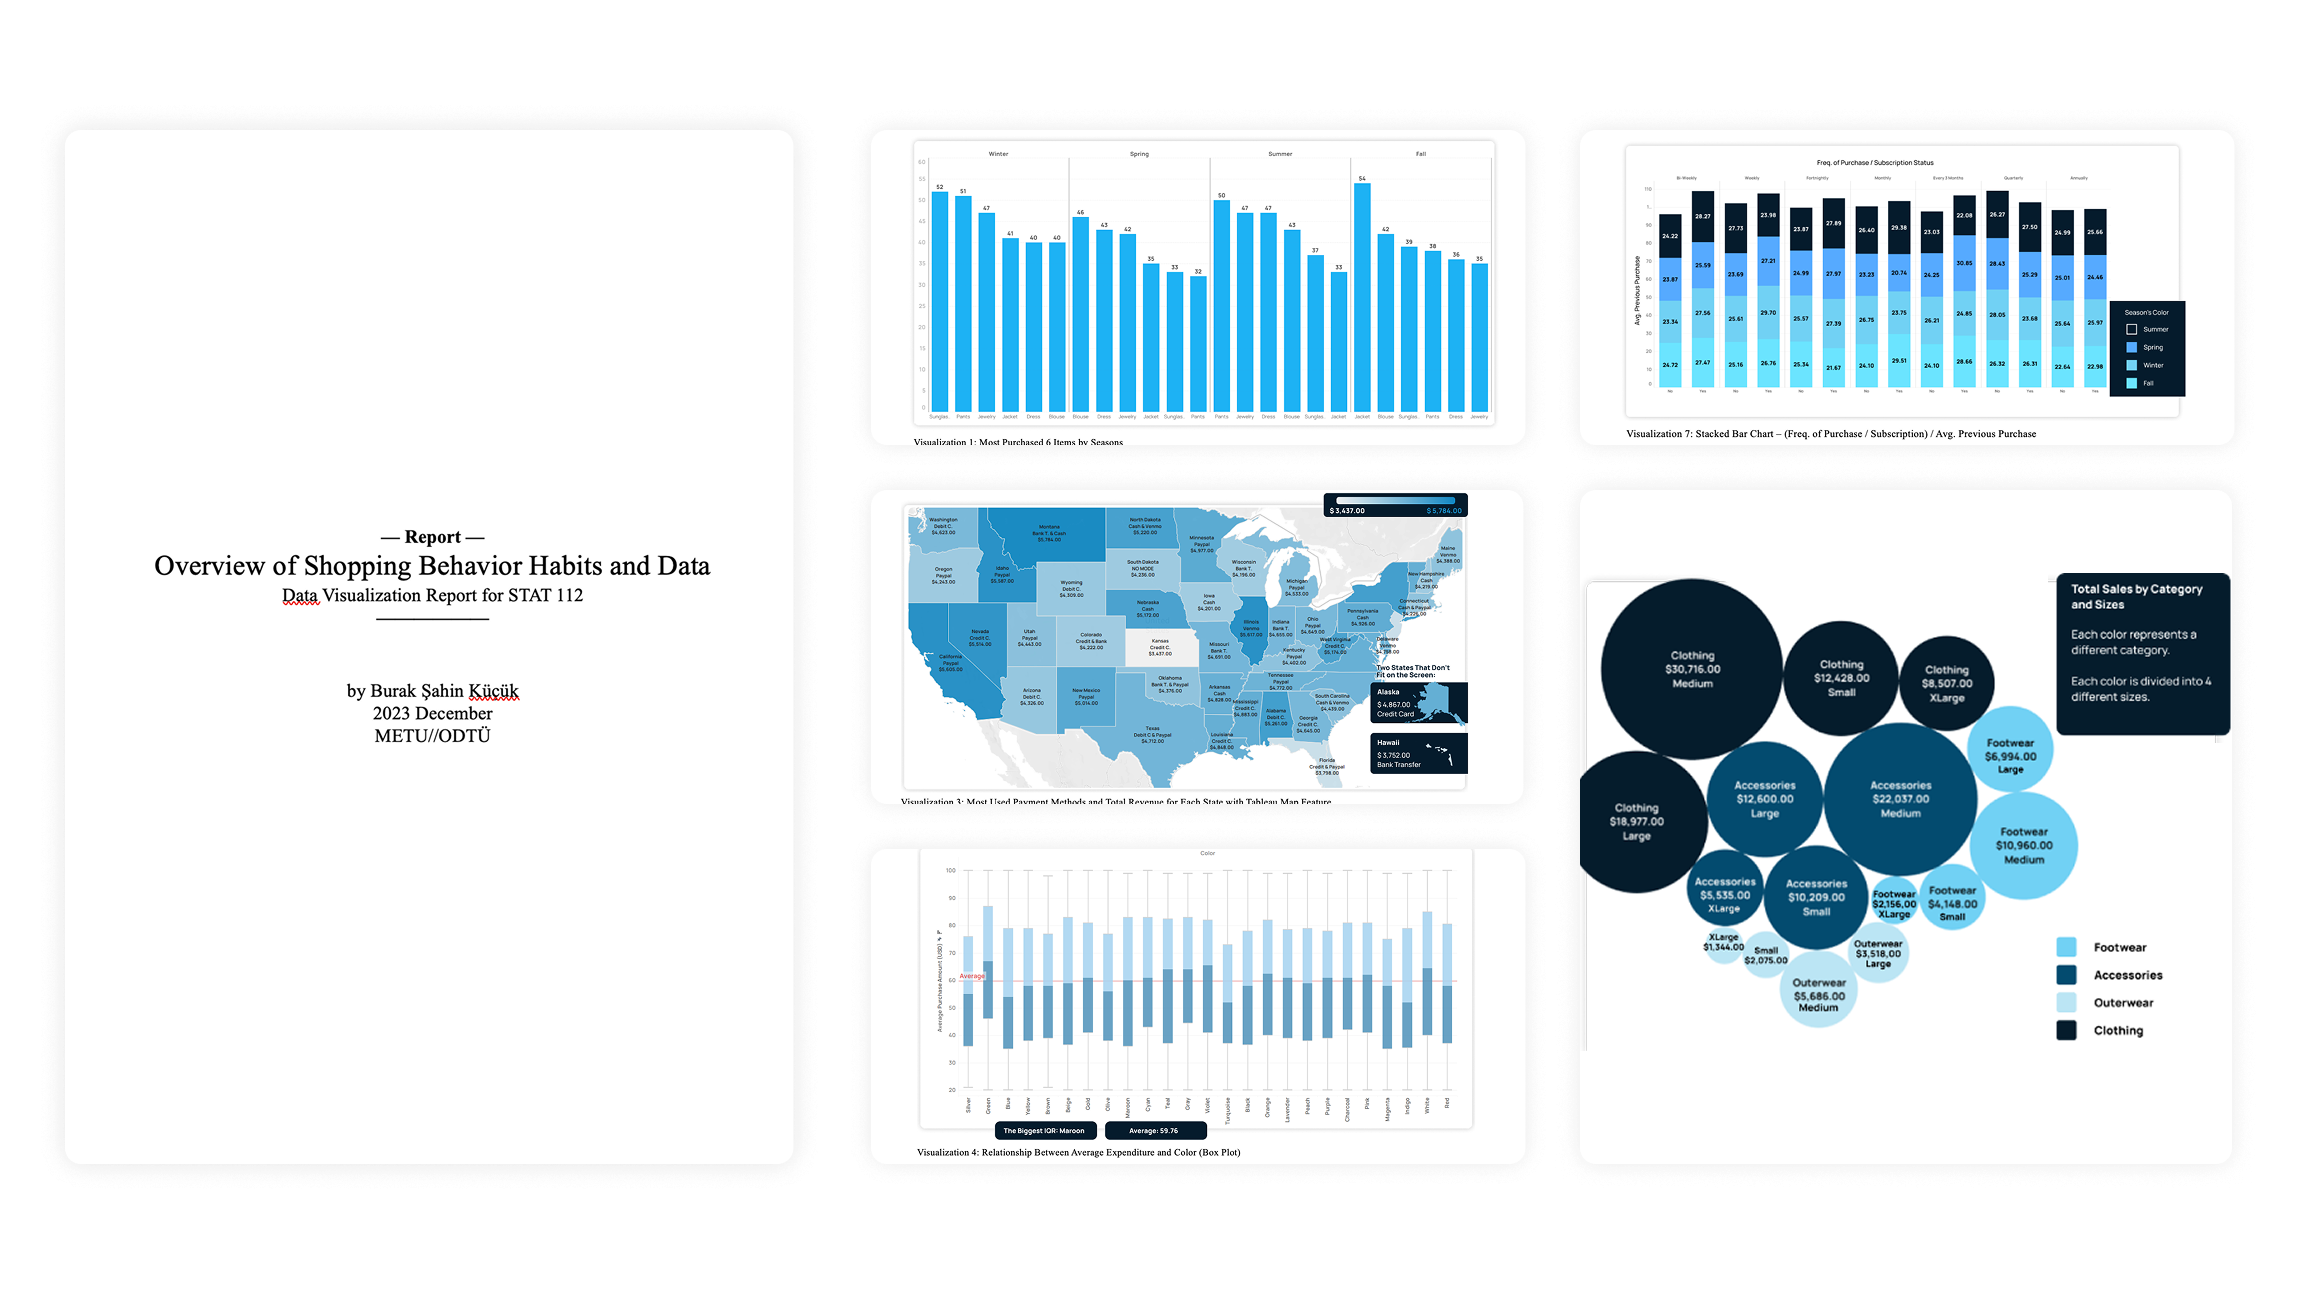 — Report —
Overview of Shopping Behavior Habits and Data
Data Visualization Report for STAT 112
by Burak Şahin Küçük
2023 December
METU//ODTÜ
Winter
Spring
Summer
Fall
60
55
50
45
40
35
30
25
20
15
10
5
0
52
51
47
41
40
40
46
43
42
35
33
32
50
47
47
43
37
33
54
42
39
38
36
35
Sunglas.
Pants
Jewelry
Jacket
Dress
Blouse
Blouse
Dress
Jewelry
Jacket
Sunglas.
Pants
Pants
Jewelry
Dress
Blouse
Sunglas.
Jacket
Jacket
Blouse
Sunglas.
Pants
Dress
Jewelry
Visualization 1: Most Purchased 6 Items by Seasons
$ 3,437.00
$ 5,784.00
Washington
Debit C.
$4,623.00
Montana
Bank T. & Cash
$5,784.00
North Dakota
Cash & Venmo
$5,220.00
Minnesota
Paypal
$4,977.00
Maine
Venmo
$4,388.00
Oregon
Paypal
$4,243.00
Idaho
Paypal
$5,587.00
South Dakota
NO MODE
$4,236.00
Wisconsin
Bank T.
$4,196.00
Michigan
Paypal
$4,533.00
New Hampshire
Cash
$4,219.00
Wyoming
Debit C.
$4,309.00
Iowa
Cash
$4,201.00
Nebraska
Cash
$5,172.00
Connecticut
Cash & Paypal
$4,226.00
Pennsylvania
Cash
$4,926.00
Nevada
Credit C.
$5,514.00
Utah
Paypal
$4,443.00
Colorado
Credit & Bank
$4,222.00
Kansas
Credit C.
$3,437.00
Missouri
Bank T.
$4,691.00
Illinois
Venmo
$5,617.00
Indiana
Bank T.
$4,655.00
Ohio
Paypal
$4,649.00
West Virginia
Credit C.
$5,174.00
Delaware
Venmo
California
Paypal
$5,605.00
Kentucky
Paypal
$4,402.00
Arizona
Debit C.
$4,326.00
New Mexico
Paypal
$5,014.00
Oklahoma
Bank T. & Paypal
$4,376.00
Arkansas
Cash
$4,828.00
Tennessee
Paypal
$4,772.00
South Carolina
Cash & Venmo
$4,439.00
Mississippi
Credit C.
$4,883.00
Alabama
Debit C.
$5,261.00
Georgia
Credit C.
$4,645.00
Texas
Debit C & Paypal
$4,712.00
Louisiana
Credit C.
$4,848.00
Florida
Credit & Paypal
$3,798.00
Two States That Don't
Fit on the Screen:
Alaska
$ 4,867.00
Credit Card
Hawaii
$ 3,752.00
Bank Transfer
Visualization 3: Most Used Payment Methods and Total Revenue for Each State with Tableau Map Feature
Color
Average Purchase Amount (USD)
100
90
80
70
60
50
40
30
20
Average
Silver
Green
Blue
Yellow
Brown
Beige
Gold
Olive
Maroon
Cyan
Teal
Gray
Violet
Turquoise
Black
Orange
Lavender
Peach
Purple
Charcoal
Pink
Magenta
Indigo
White
Red
The Biggest IQR: Maroon
Average: 59.76
Visualization 4: Relationship Between Average Expenditure and Color (Box Plot)
Freq. of Purchase / Subscription Status
Bi-Weekly
Weekly
Fortnightly
Monthly
Every 3 Months
Quarterly
Annually
Avg. Previous Purchase
110
1..
90
80
70
60
50
40
30
20
10
0
24.22
28.27
27.73
23.98
23.87
27.89
26.40
29.38
23.03
22.08
26.27
27.50
24.99
25.66
23.87
25.59
23.69
27.21
24.99
27.97
23.23
20.74
24.25
30.85
28.43
25.29
25.01
24.46
23.34
27.56
25.61
29.70
25.57
27.39
26.75
23.75
26.21
24.85
28.05
23.68
25.64
25.97
24.72
27.47
25.16
26.76
25.34
21.67
24.10
29.51
24.10
28.66
26.32
26.31
22.64
22.98
No
Yes
No
Yes
No
Yes
No
Yes
No
Yes
No
Yes
No
Yes
Season's Color
Summer
Spring
Winter
Fall
Visualization 7: Stacked Bar Chart – (Freq. of Purchase / Subscription) / Avg. Previous Purchase
Total Sales by Category
and Sizes
Each color represents a
different category.
Each color is divided into 4
different sizes.
Clothing
$30,716.00
Medium
Clothing
$12,428.00
Small
Clothing
$8,507.00
XLarge
Footwear
$6,994.00
Large
Clothing
$18,977.00
Large
Accessories
$12,600.00
Large
Accessories
$22,037.00
Medium
Footwear
$10,960.00
Medium
Accessories
$5,535.00
XLarge
Accessories
$10,209.00
Small
Footwear
$2,156,00
XLarge
Footwear
$4,148.00
Small
XLarge
$1,344.00
Small
$2,075.00
Outerwear
$3,518,00
Large
Outerwear
$5,686.00
Medium
Footwear
Accessories
Outerwear
Clothing